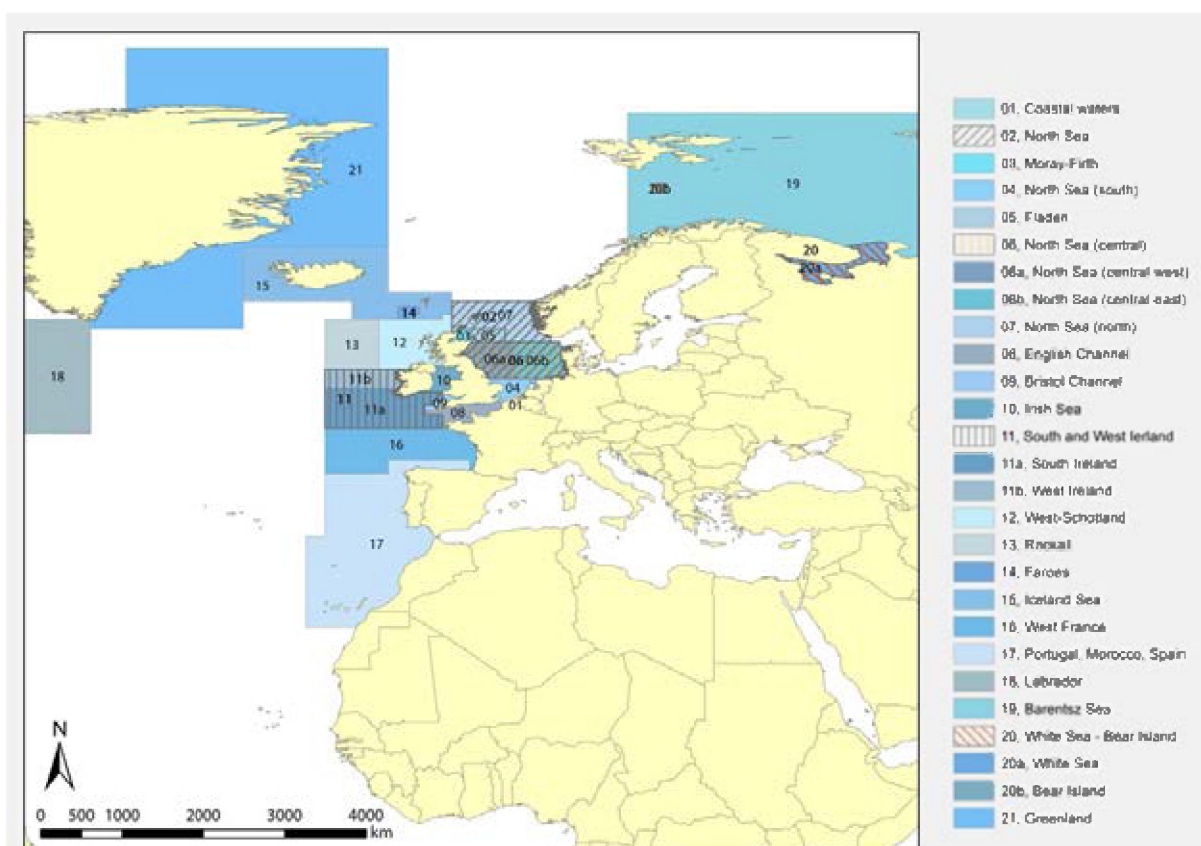 21
19
20b
20
20a
15
14
02 07
03 05
13
12
18
06a 06 06b
11b
10
04
11
11a
09
01
08
16
17
N
0 500 1000 2000 3000 4000
km
01, Coastal waters
02, North Sea
03, Moray-Firth
04, North Sea (south)
05, Fladen
06, North Sea (central)
06a, North Sea (central west)
06b, North Sea (central east)
07, North Sea (north)
08, English Channel
09, Bristol Channel
10, Irish Sea
11, South and West Ierland
11a, South Ireland
11b, West Ireland
12, West-Schotland
13, Rockall
14, Faroes
15, Iceland Sea
16, West France
17, Portugal, Morocco, Spain
18, Labrador
19, Barentsz Sea
20, White Sea - Bear Island
20a, White Sea
20b, Bear Island
21, Greenland